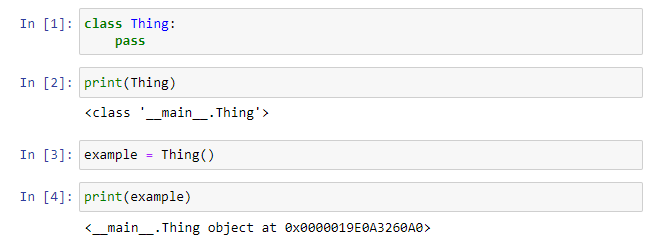 In [1]: class Thing:
    pass
In [2]: print(Thing)
<class '__main__.Thing'>
In [3]: example = Thing()
In [4]: print(example)
<__main__.Thing object at 0x0000019E0A3260A0>